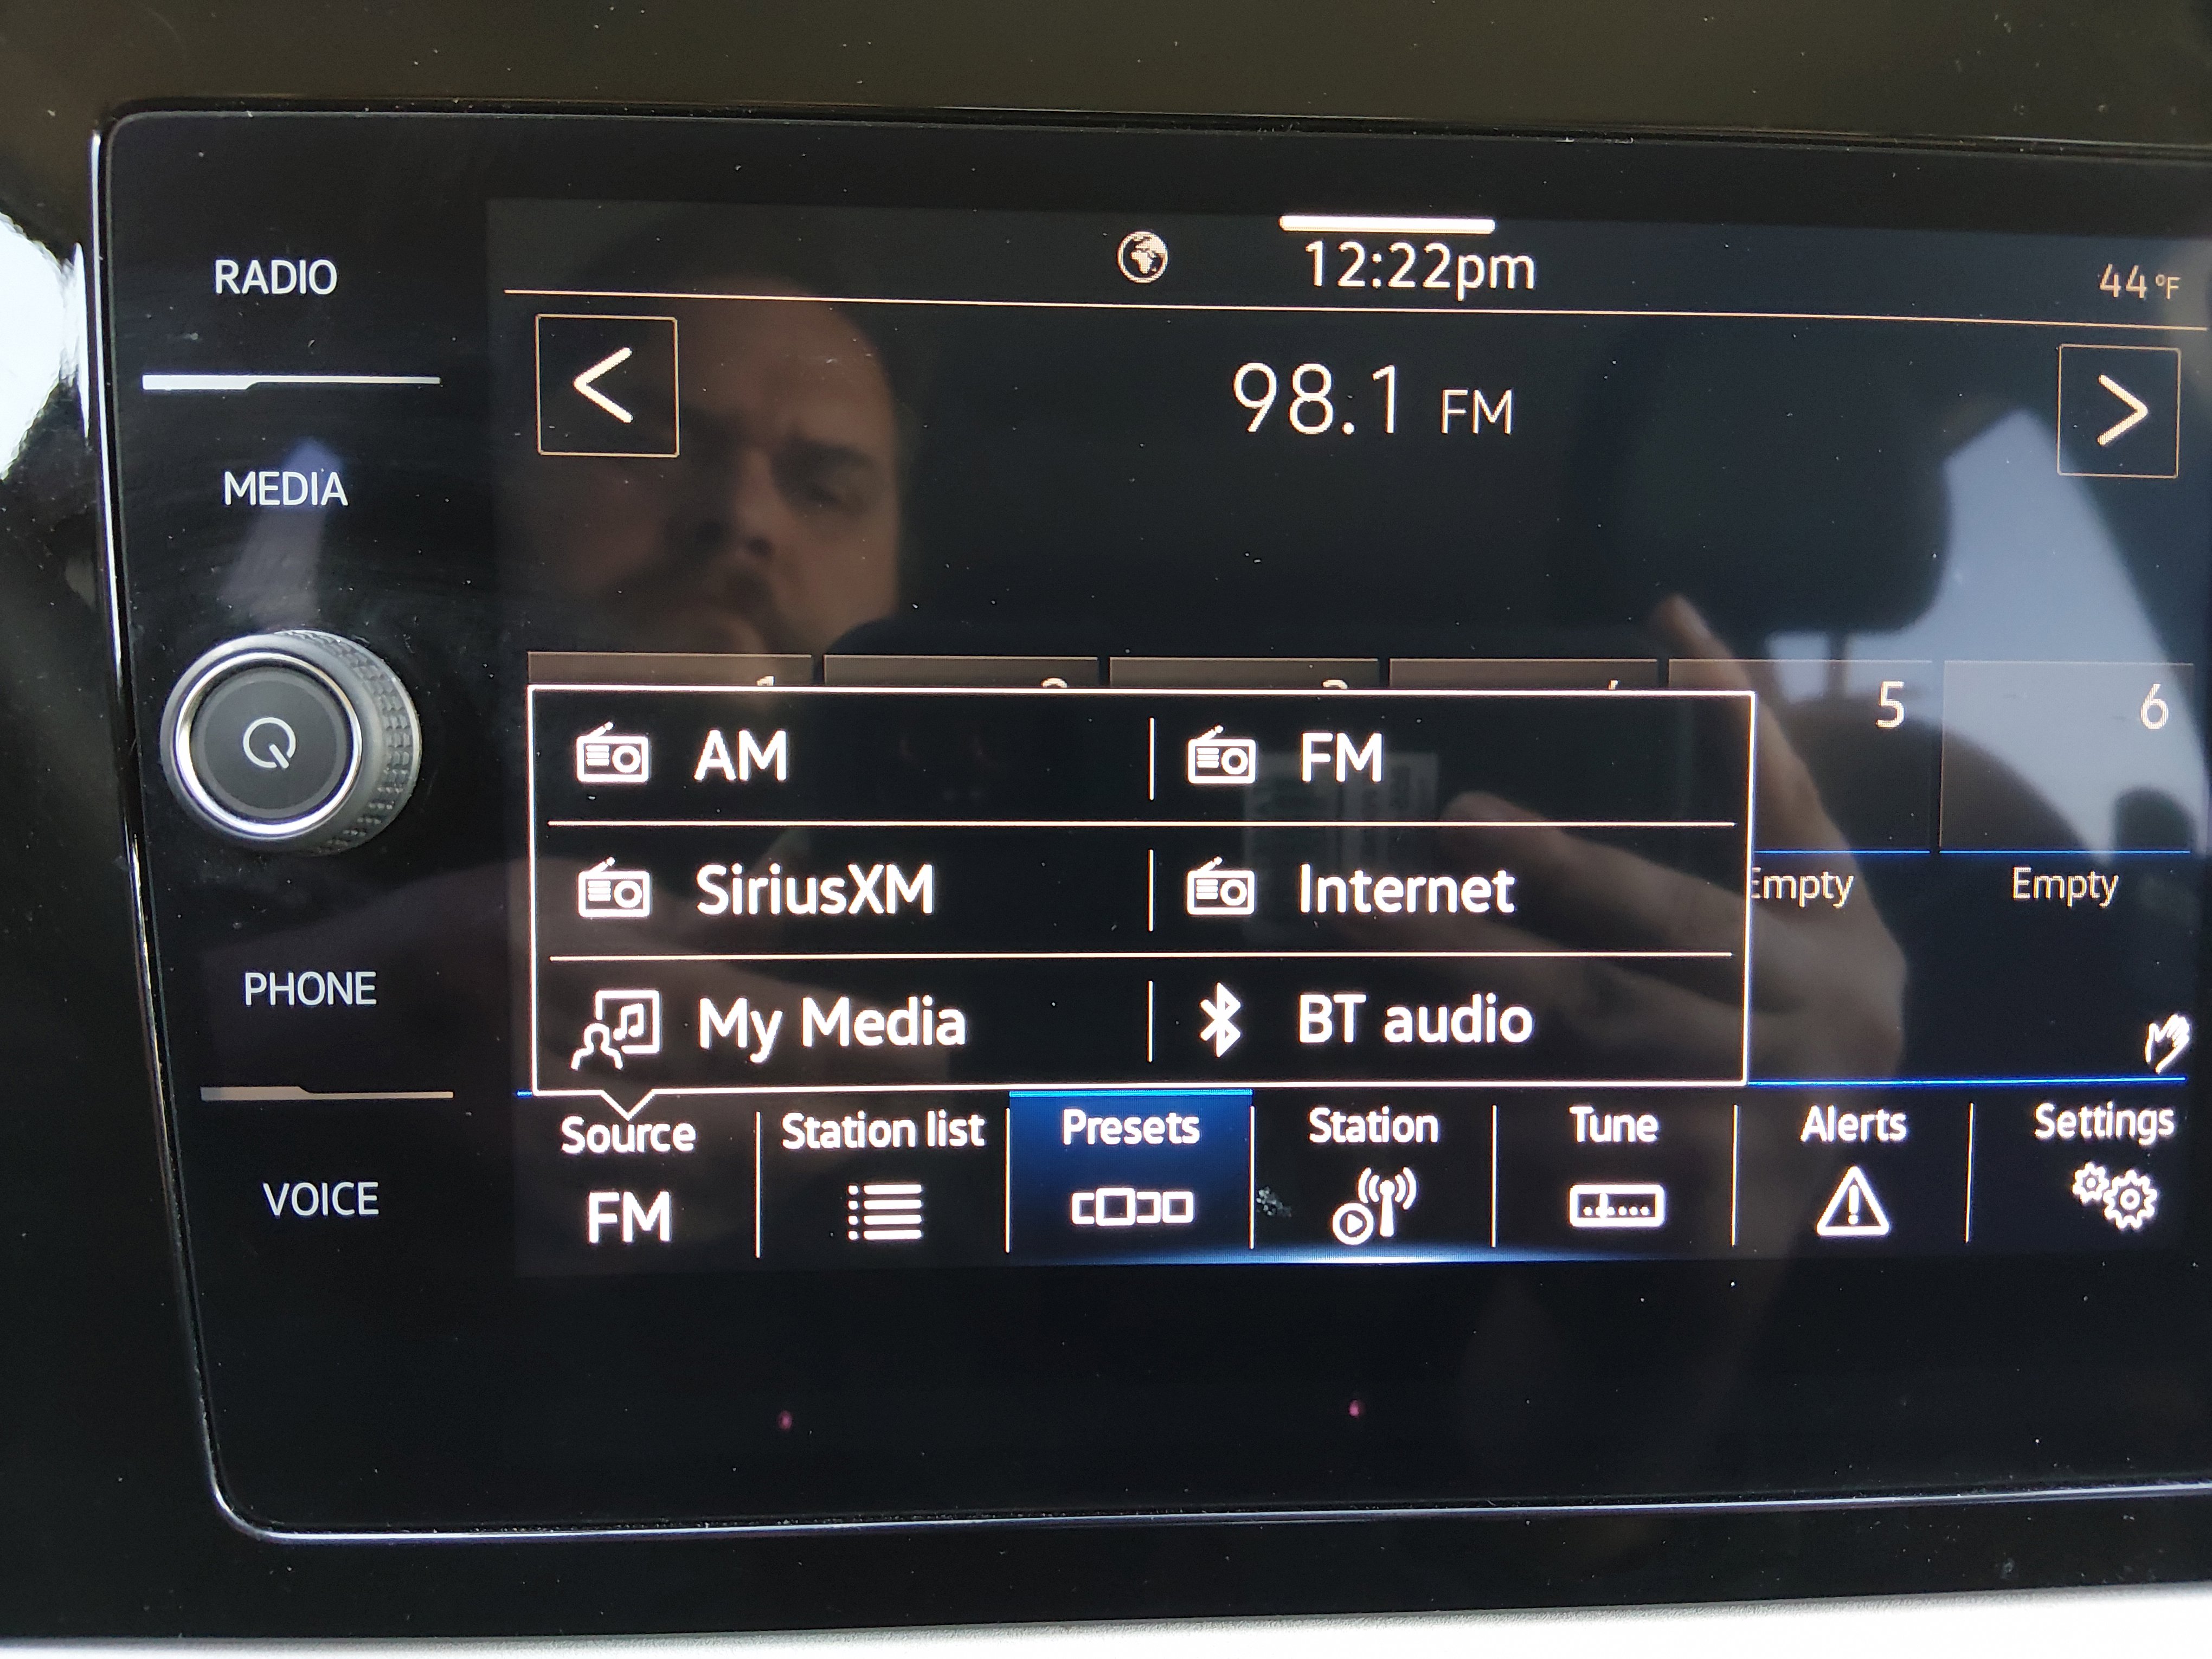 RADIO
MEDIA
PHONE
VOICE
12:22pm
44°F
<
98.1 FM
>
5
6
AM
FM
SiriusXM
Internet
My Media
BT audio
Empty
Empty
Source
FM
Station list
Presets
Station
Tune
Alerts
Settings